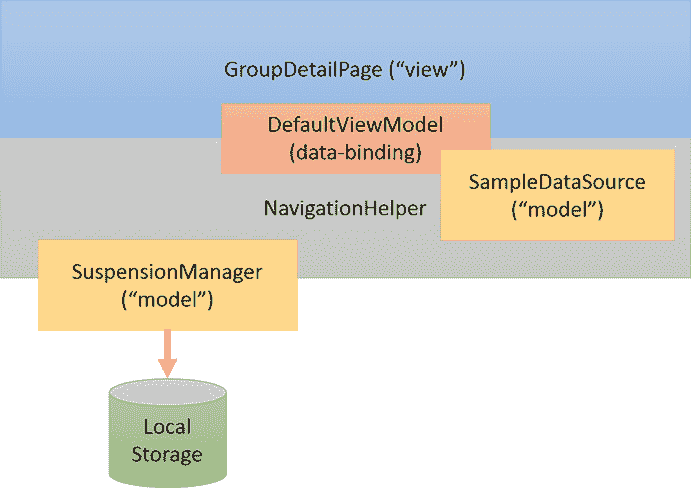 GroupDetailPage (“view”)
DefaultViewModel
(data-binding)
SampleDataSource
(“model”)
NavigationHelper
SuspensionManager
(“model”)
Local
Storage